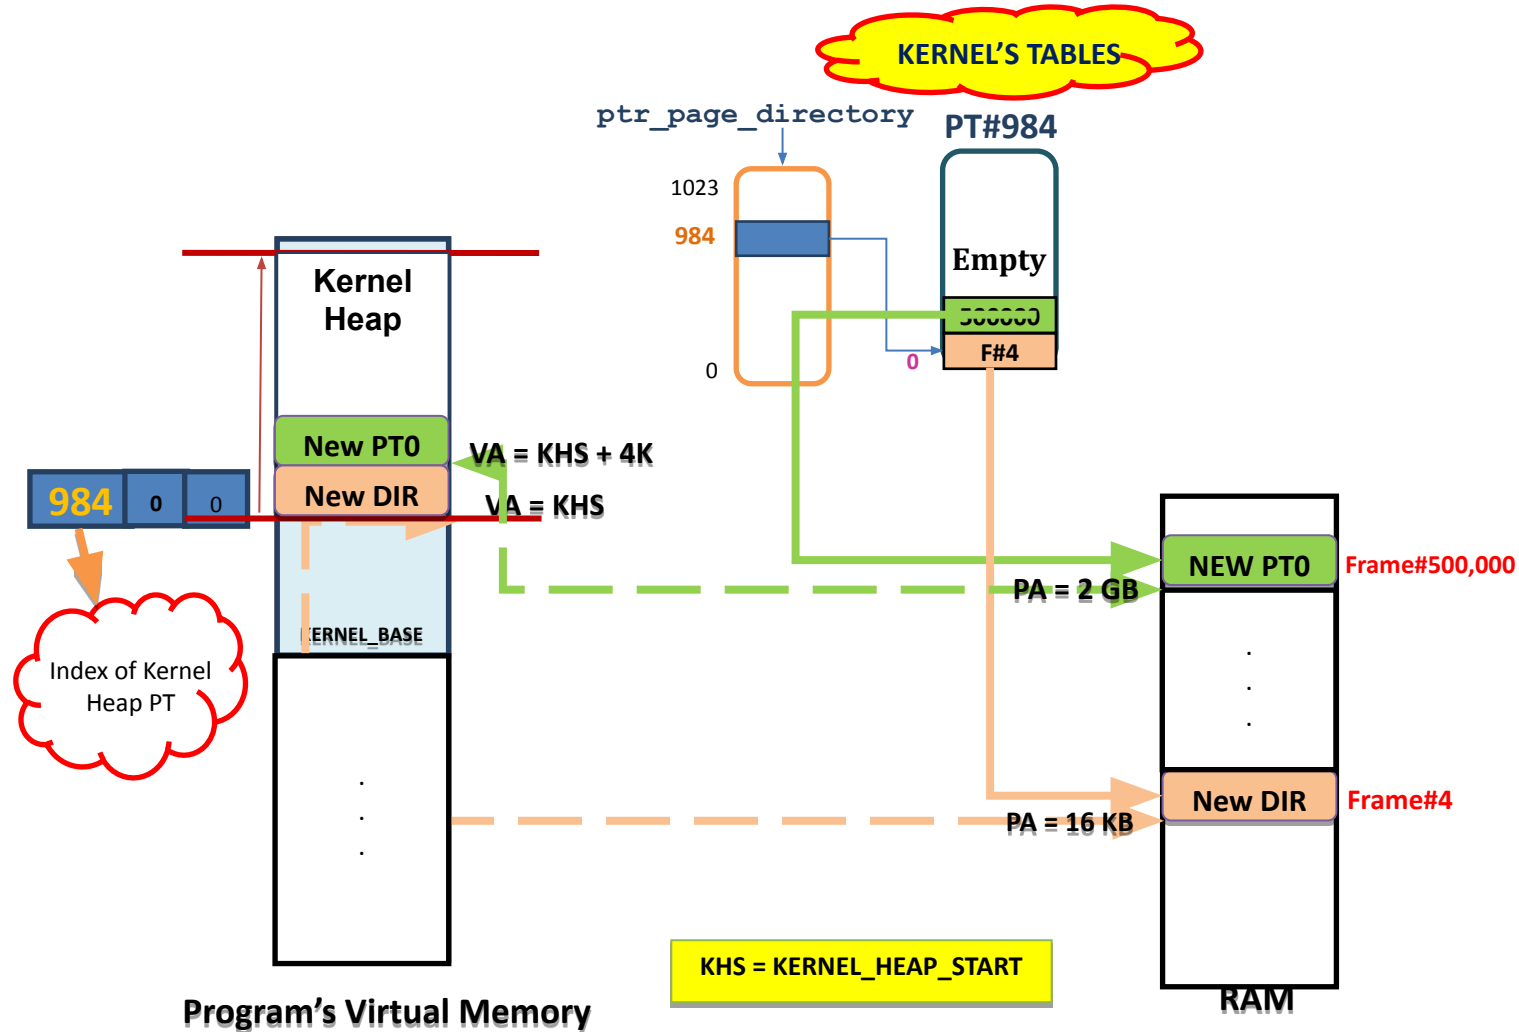 KERNEL'S TABLES
ptr_page_directory
PT#984
1023
984
0
Empty
500000
F#4
0
Kernel
Heap
New PT0
VA = KHS + 4K
New DIR
VA = KHS
984
0
0
Index of Kernel
Heap PT
KERNEL_BASE
.
.
.
NEW PT0
Frame#500,000
PA = 2 GB
.
.
.
New DIR
Frame#4
PA = 16 KB
KHS = KERNEL_HEAP_START
Program's Virtual Memory
RAM